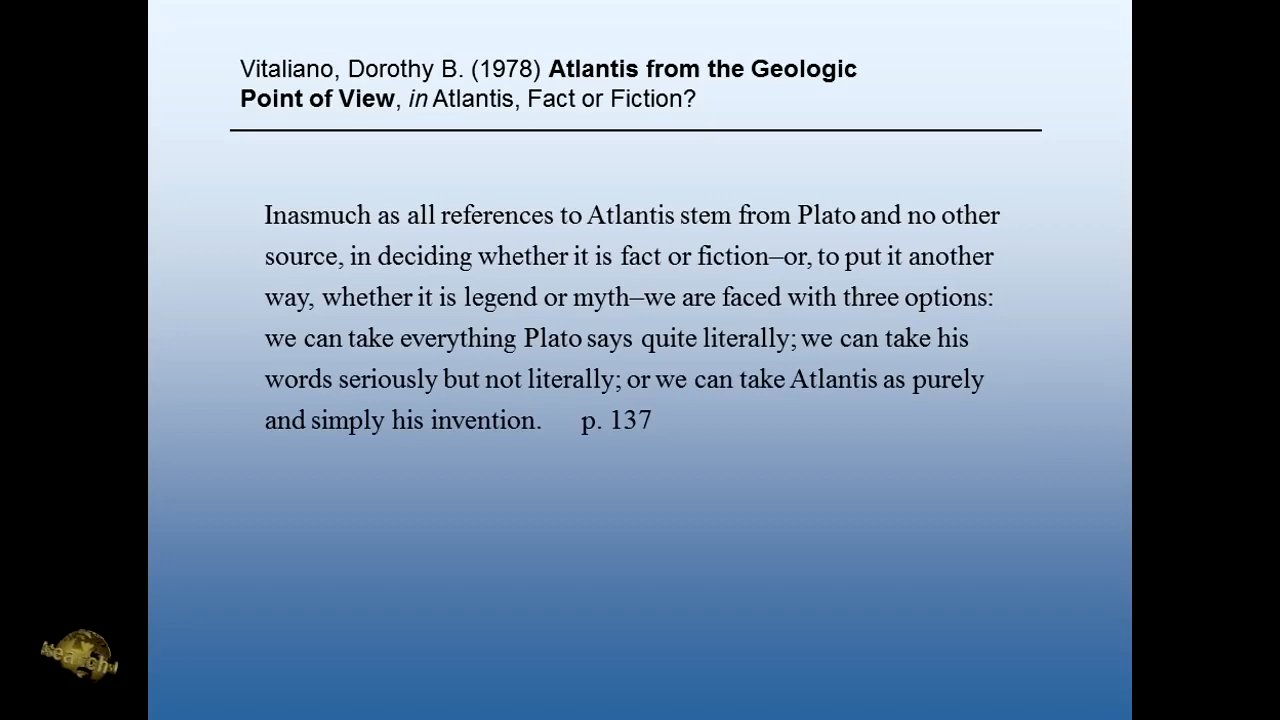 Vitaliano, Dorothy B. (1978) Atlantis from the Geologic
Point of View, in Atlantis, Fact or Fiction?
Inasmuch as all references to Atlantis stem from Plato and no other
source, in deciding whether it is fact or fiction–or, to put it another
way, whether it is legend or myth–we are faced with three options:
we can take everything Plato says quite literally; we can take his
words seriously but not literally; or we can take Atlantis as purely
and simply his invention. p. 137